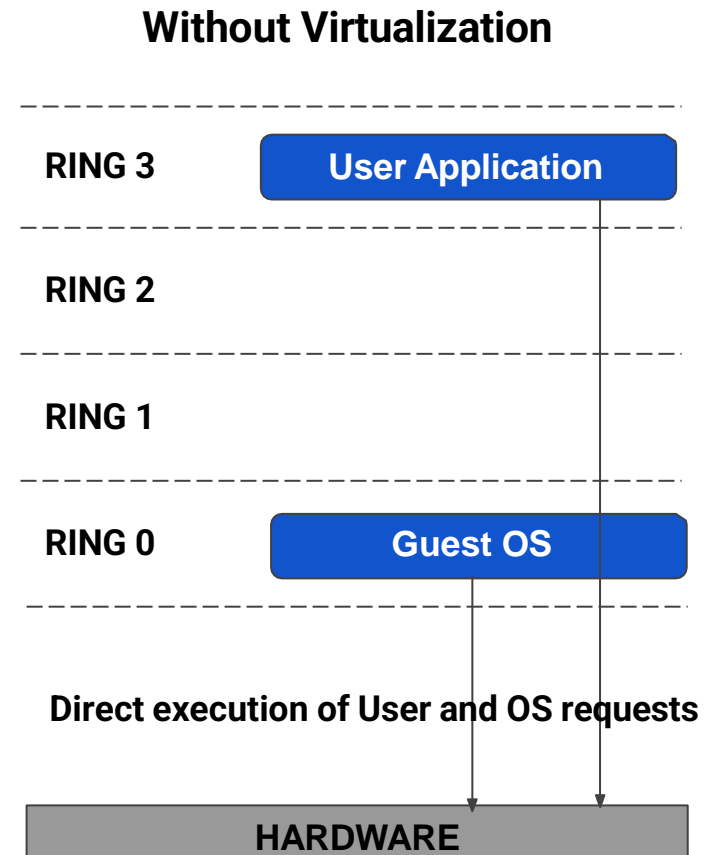 Without Virtualization
RING 3
User Application
RING 2
RING 1
RING 0
Guest OS
Direct execution of User and OS requests
HARDWARE